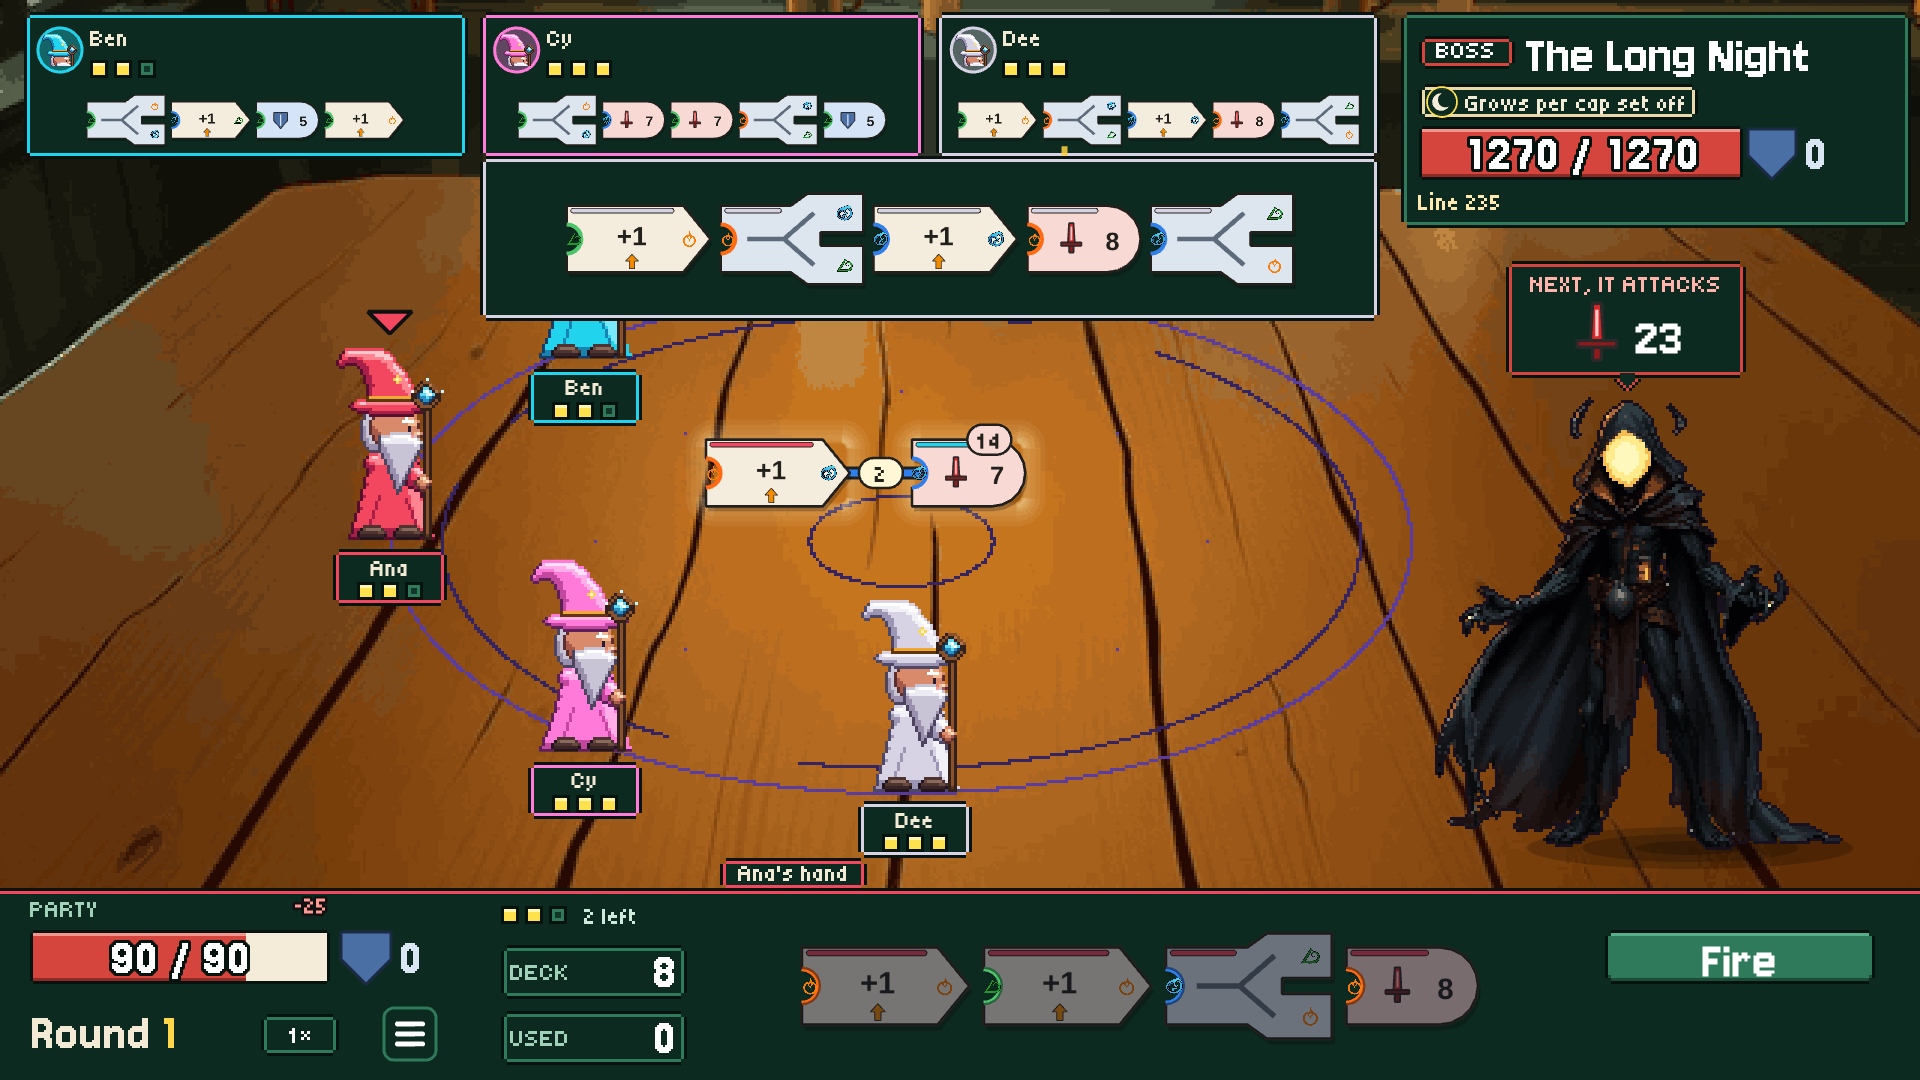 Ben
+1
5
+1
Cy
7
7
5
Dee
+1
+1
8
+1
+1
8
BOSS The Long Night
Grows per cap set off
1270 / 1270 0
Line 235
NEXT, IT ATTACKS
23
Ben
+1
2
14
7
Ana
Cy
Dee
Ana's hand
PARTY -25
90 / 90 0
Round 1
1x
2 left
DECK 8
USED 0
+1
+1
8
Fire